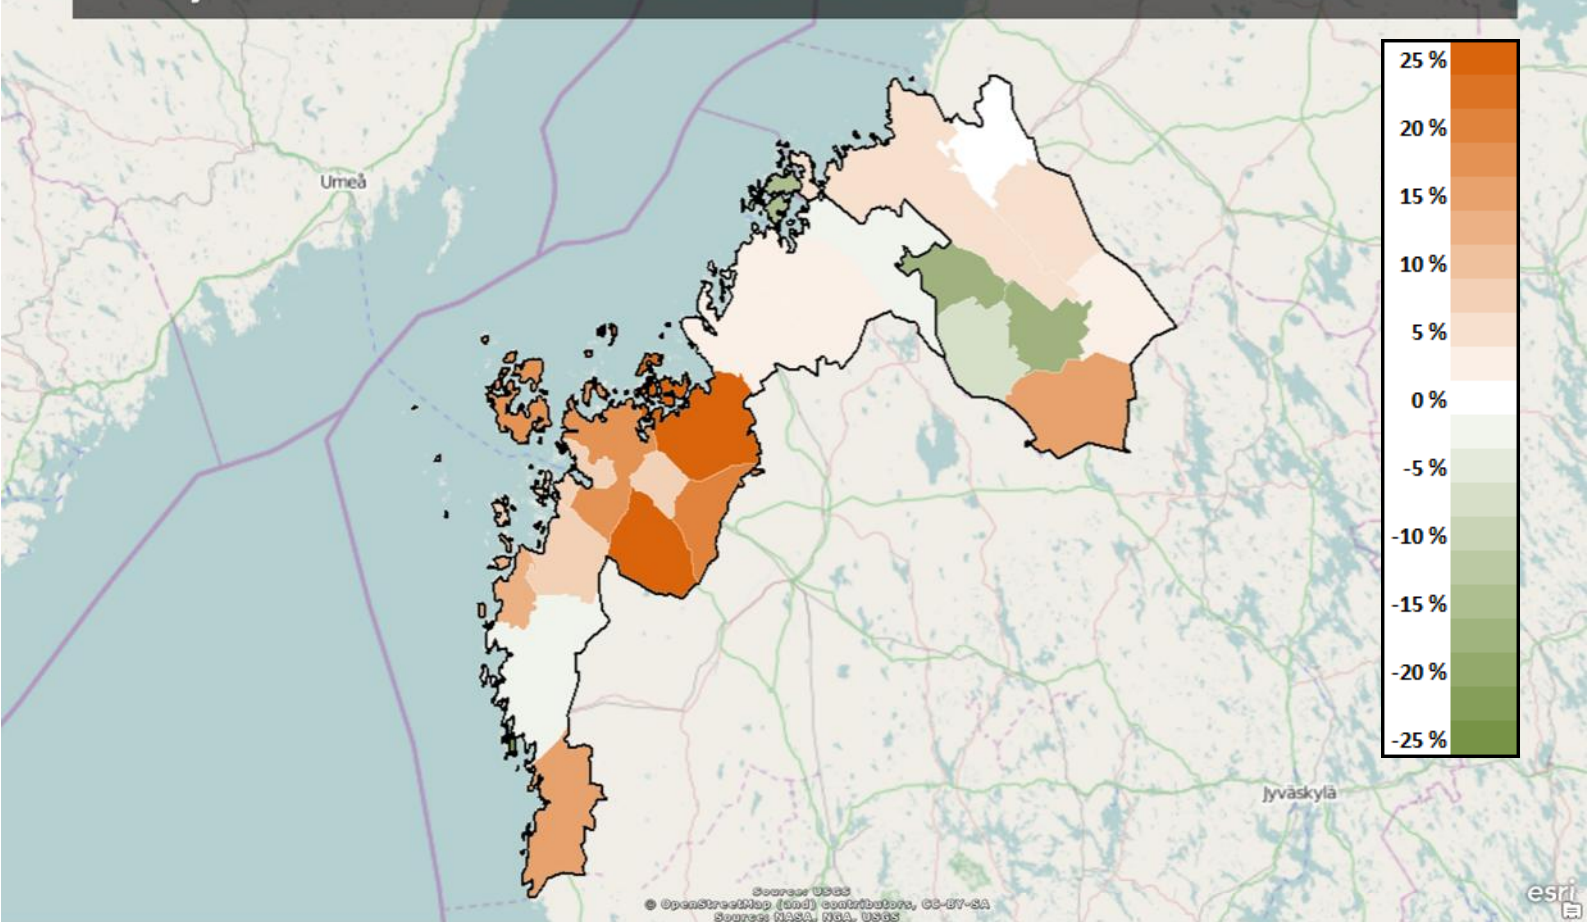 Umeå
25 %
20 %
15 %
10 %
5 %
0 %
-5 %
-10 %
-15 %
-20 %
-25 %
Jyväskylä
esri
Source: USGS
© OpenStreetMap (and) contributors, CC-BY-SA
Source: NASA, NGA, USGS